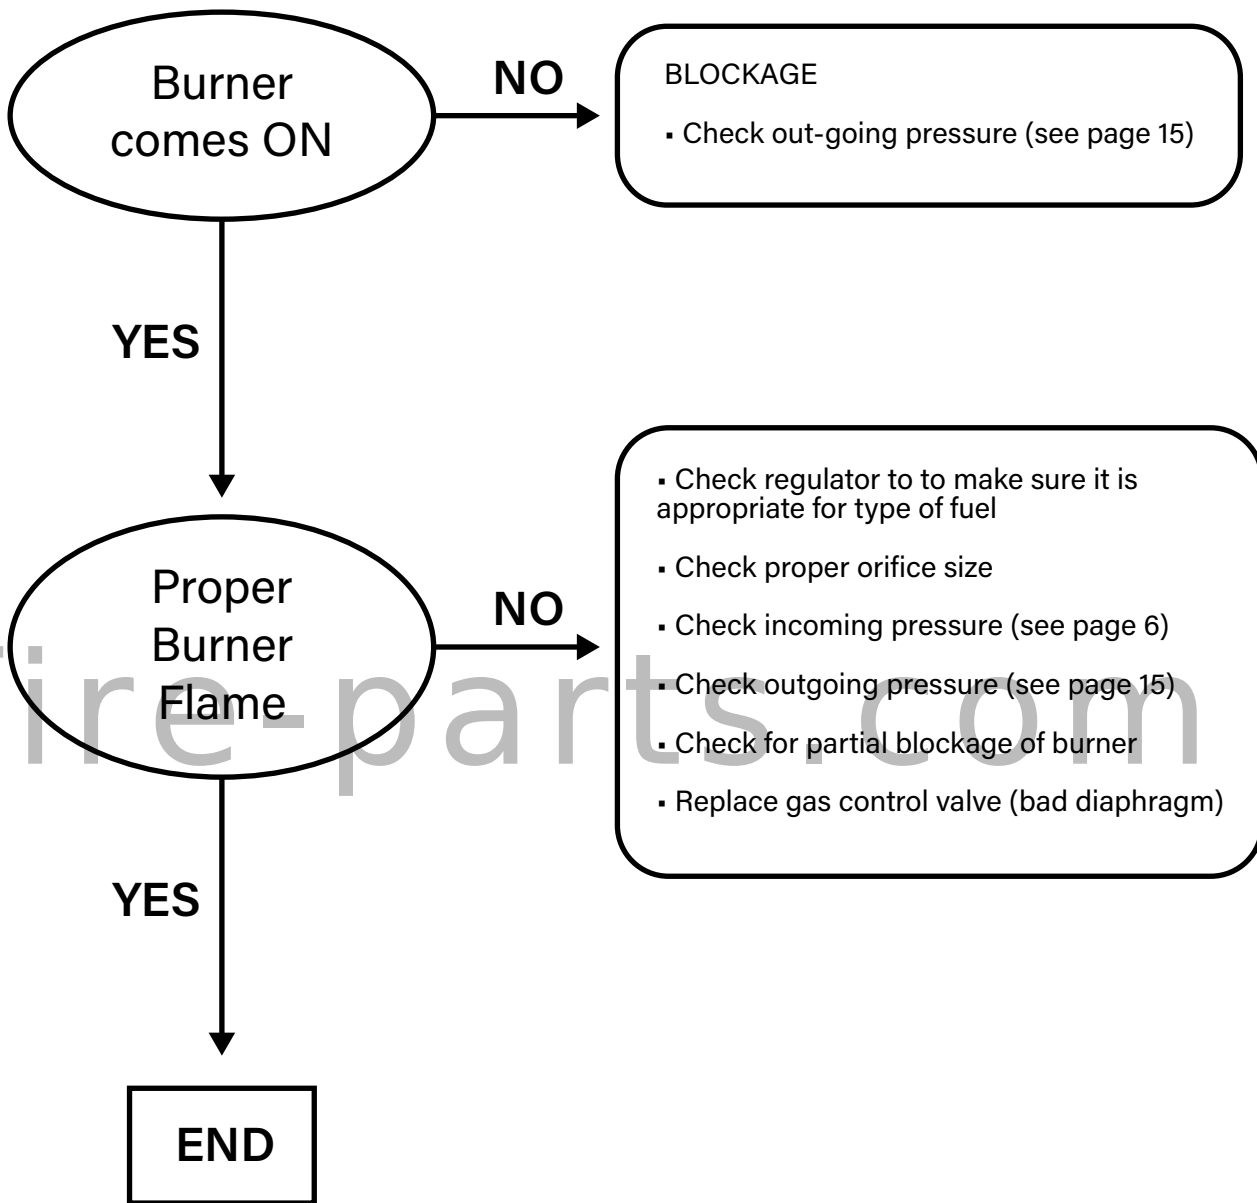 Burner
comes ON
NO
BLOCKAGE
▪ Check out-going pressure (see page 15)
YES
Proper
Burner
Flame
NO
▪ Check regulator to to make sure it is
appropriate for type of fuel
▪ Check proper orifice size
▪ Check incoming pressure (see page 6)
▪ Check outgoing pressure (see page 15)
▪ Check for partial blockage of burner
▪ Replace gas control valve (bad diaphragm)
fire-parts.com
YES
END